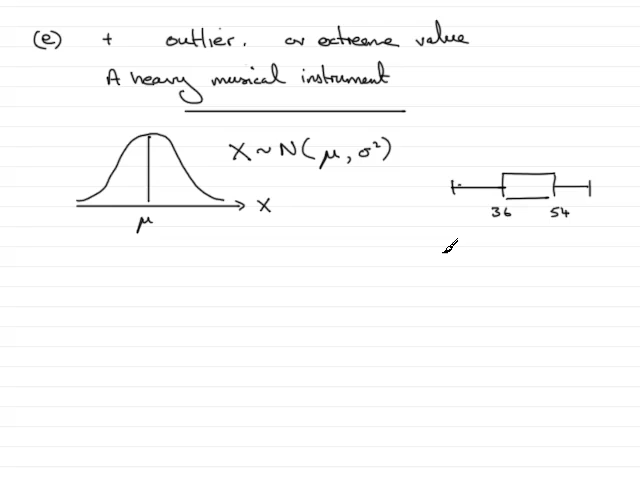 (e) + outlier. or extreme value
A heavy musical instrument
X ~ N( μ, σ²)
36 54
X
μ